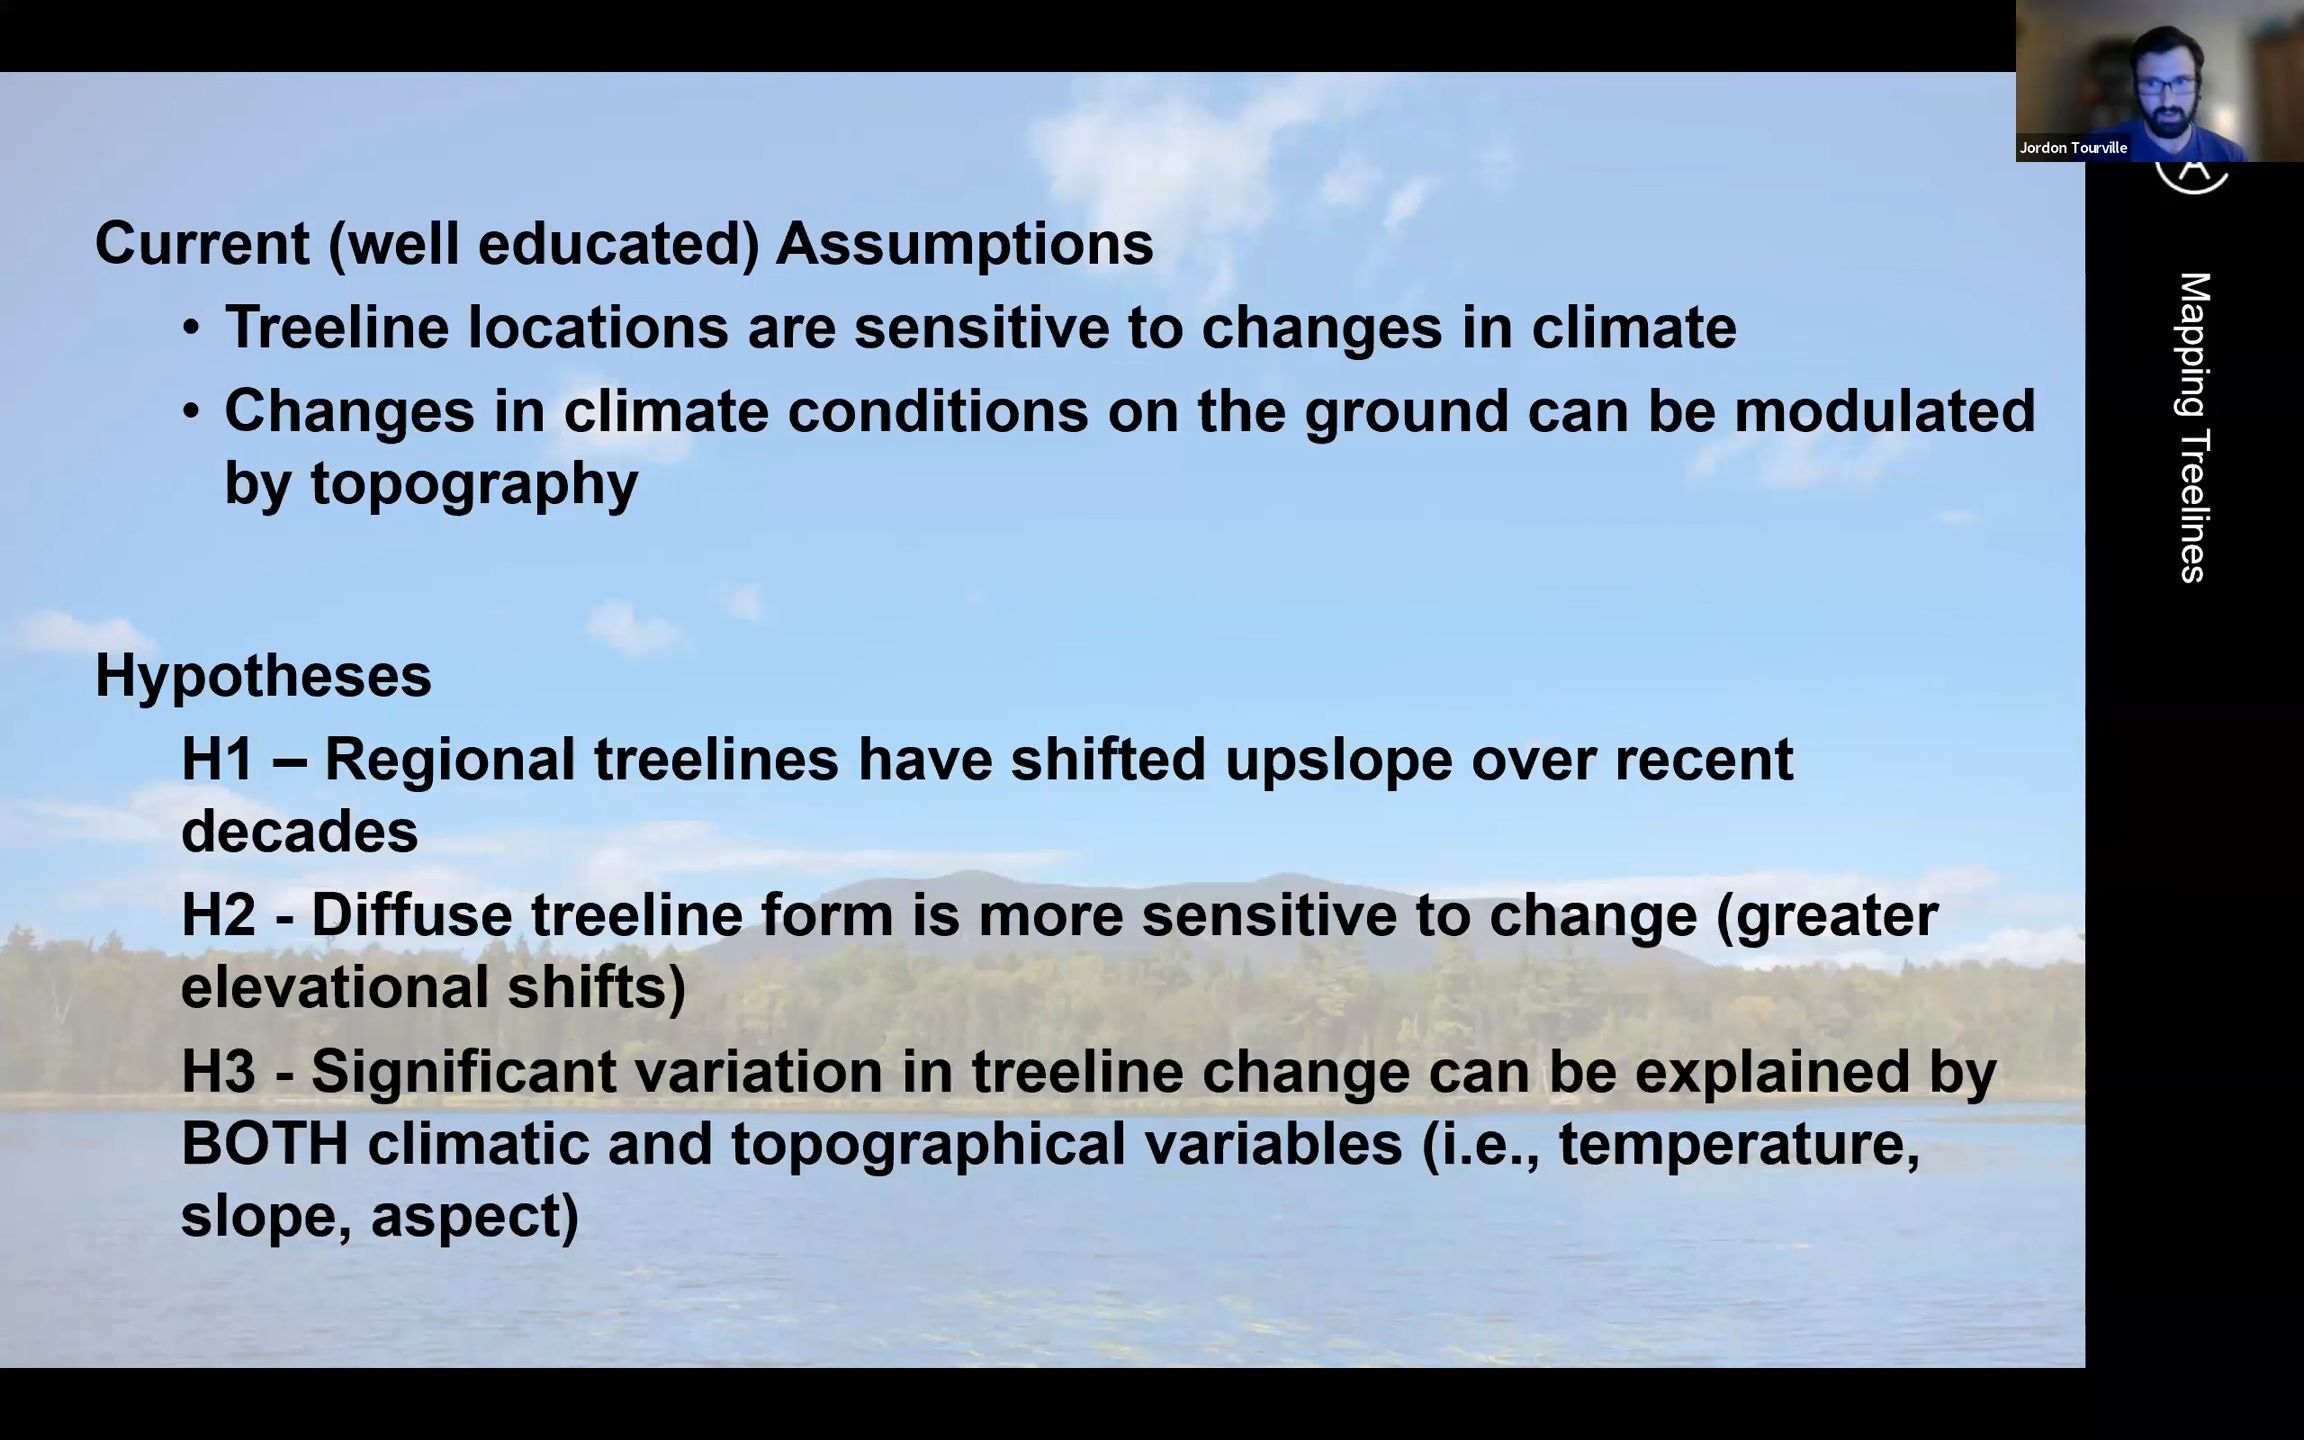 Jordon Tourville
Current (well educated) Assumptions
• Treeline locations are sensitive to changes in climate
• Changes in climate conditions on the ground can be modulated
by topography
Hypotheses
H1 – Regional treelines have shifted upslope over recent
decades
H2 - Diffuse treeline form is more sensitive to change (greater
elevational shifts)
H3 - Significant variation in treeline change can be explained by
BOTH climatic and topographical variables (i.e., temperature,
slope, aspect)
Mapping Treelines